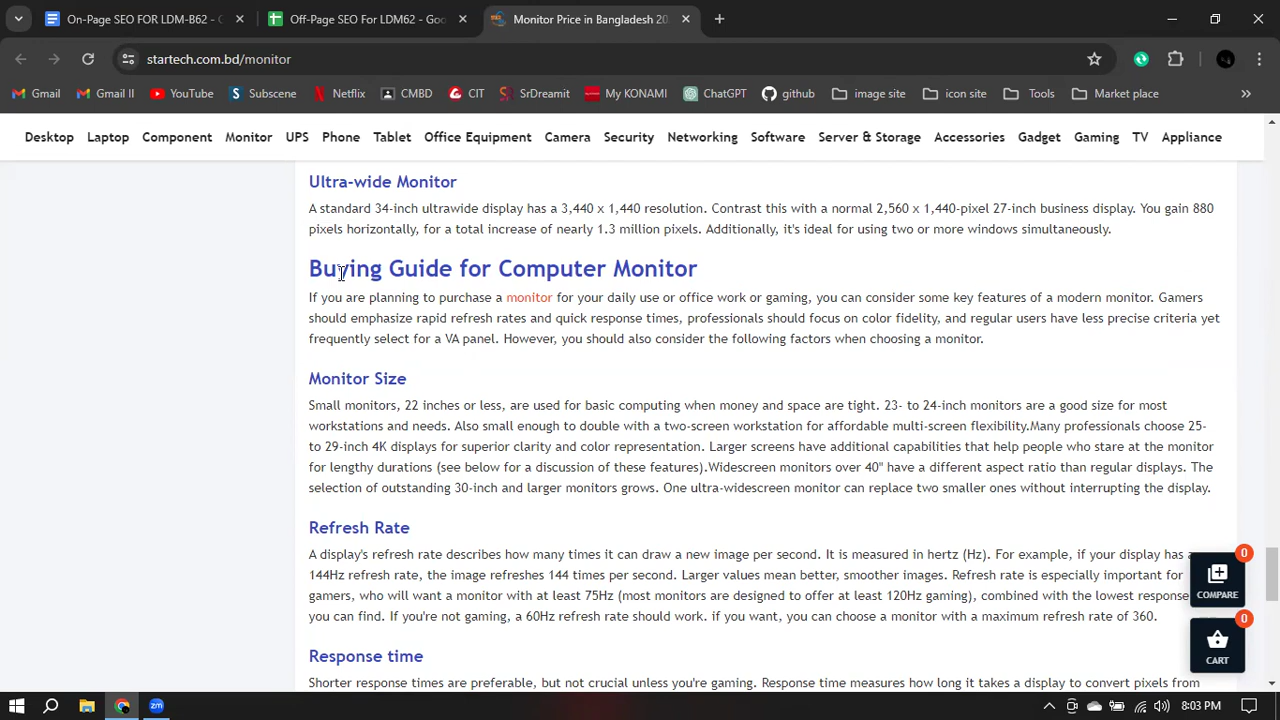 On-Page SEO FOR LDM-B62 - G
Off-Page SEO For LDM62 - Goo
Monitor Price in Bangladesh 20
startech.com.bd/monitor
Gmail
Gmail II
YouTube
Subscene
Netflix
CMBD
CIT
SrDreamit
My KONAMI
ChatGPT
github
image site
icon site
Tools
Market place
Desktop
Laptop
Component
Monitor
UPS
Phone
Tablet
Office Equipment
Camera
Security
Networking
Software
Server & Storage
Accessories
Gadget
Gaming
TV
Appliance
Ultra-wide Monitor
A standard 34-inch ultrawide display has a 3,440 x 1,440 resolution. Contrast this with a normal 2,560 x 1,440-pixel 27-inch business display. You gain 880
pixels horizontally, for a total increase of nearly 1.3 million pixels. Additionally, it's ideal for using two or more windows simultaneously.
Buying Guide for Computer Monitor
If you are planning to purchase a monitor for your daily use or office work or gaming, you can consider some key features of a modern monitor. Gamers
should emphasize rapid refresh rates and quick response times, professionals should focus on color fidelity, and regular users have less precise criteria yet
frequently select for a VA panel. However, you should also consider the following factors when choosing a monitor.
Monitor Size
Small monitors, 22 inches or less, are used for basic computing when money and space are tight. 23- to 24-inch monitors are a good size for most
workstations and needs. Also small enough to double with a two-screen workstation for affordable multi-screen flexibility.Many professionals choose 25-
to 29-inch 4K displays for superior clarity and color representation. Larger screens have additional capabilities that help people who stare at the monitor
for lengthy durations (see below for a discussion of these features).Widescreen monitors over 40" have a different aspect ratio than regular displays. The
selection of outstanding 30-inch and larger monitors grows. One ultra-widescreen monitor can replace two smaller ones without interrupting the display.
Refresh Rate
A display's refresh rate describes how many times it can draw a new image per second. It is measured in hertz (Hz). For example, if your display has a
144Hz refresh rate, the image refreshes 144 times per second. Larger values mean better, smoother images. Refresh rate is especially important for
gamers, who will want a monitor with at least 75Hz (most monitors are designed to offer at least 120Hz gaming), combined with the lowest response
you can find. If you're not gaming, a 60Hz refresh rate should work. if you want, you can choose a monitor with a maximum refresh rate of 360.
Response time
Shorter response times are preferable, but not crucial unless you're gaming. Response time measures how long it takes a display to convert pixels from
0
COMPARE
0
CART
8:03 PM